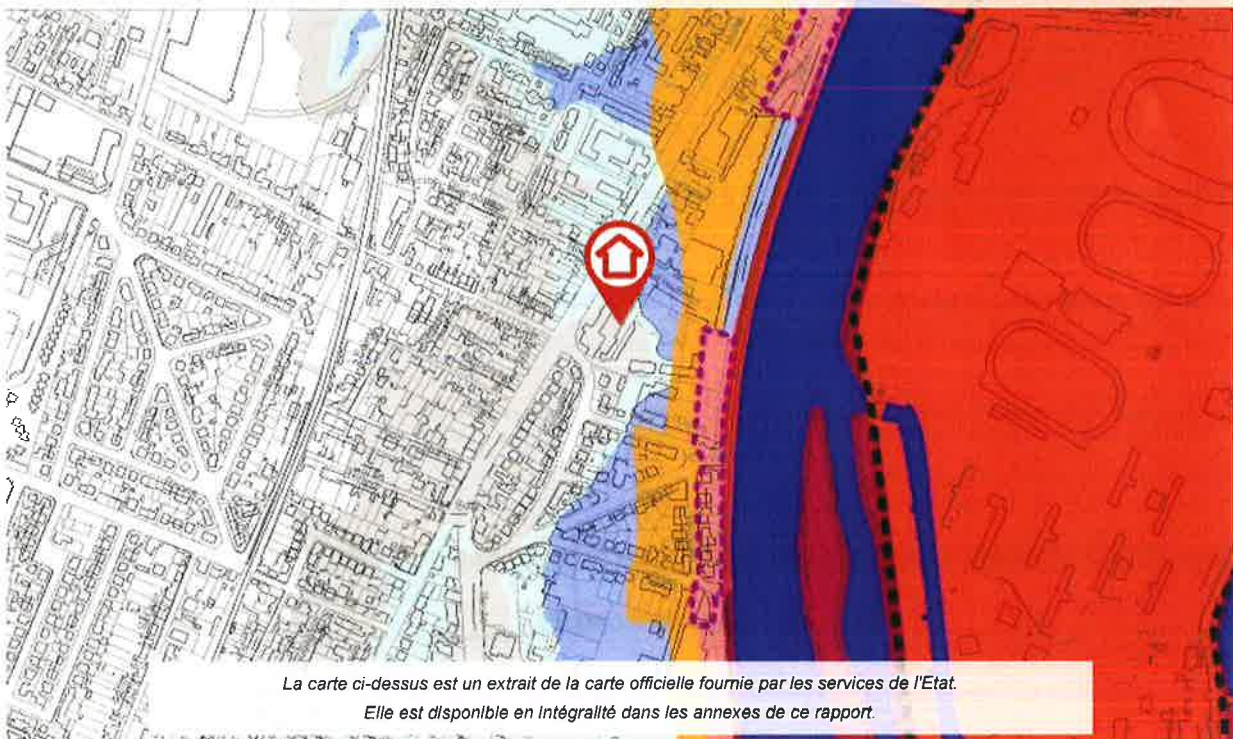 La carte ci-dessus est un extrait de la carte officielle fournie par les services de l'Etat.
Elle est disponible en intégralité dans les annexes de ce rapport.